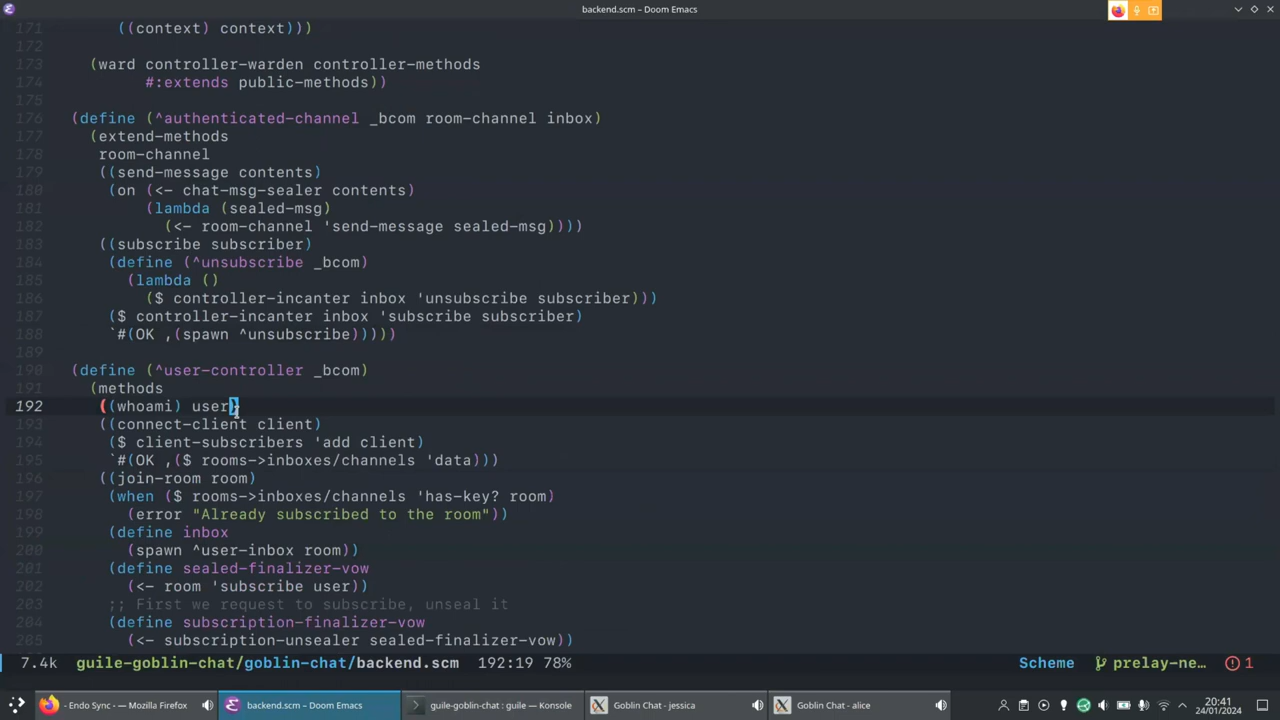 backend.scm – Doom Emacs
171 ((context) context)))
172
173 (ward controller-warden controller-methods
174 #:extends public-methods))
175
176 (define (^authenticated-channel _bcom room-channel inbox)
177 (extend-methods
178 room-channel
179 ((send-message contents)
180 (on (<- chat-msg-sealer contents)
181 (lambda (sealed-msg)
182 (<- room-channel 'send-message sealed-msg))))
183 ((subscribe subscriber)
184 (define (^unsubscribe _bcom)
185 (lambda ()
186 ($ controller-incanter inbox 'unsubscribe subscriber)))
187 ($ controller-incanter inbox 'subscribe subscriber)
188 `#(OK ,(spawn ^unsubscribe)))))
189
190 (define (^user-controller _bcom)
191 (methods
192 ((whoami) user)
193 ((connect-client client)
194 ($ client-subscribers 'add client)
195 `#(OK ,($ rooms->inboxes/channels 'data)))
196 ((join-room room)
197 (when ($ rooms->inboxes/channels 'has-key? room)
198 (error "Already subscribed to the room"))
199 (define inbox
200 (spawn ^user-inbox room))
201 (define sealed-finalizer-vow
202 (<- room 'subscribe user))
203 ;; First we request to subscribe, unseal it
204 (define subscription-finalizer-vow
205 (<- subscription-unsealer sealed-finalizer-vow))
7.4k guile-goblin-chat/goblin-chat/backend.scm 192:19 78% Scheme prelay-ne… 1
- Endo Sync - — Mozilla Firefox backend.scm – Doom Emacs guile-goblin-chat : guile — Konsole Goblin Chat - jessica Goblin Chat - alice 20:41
24/01/2024